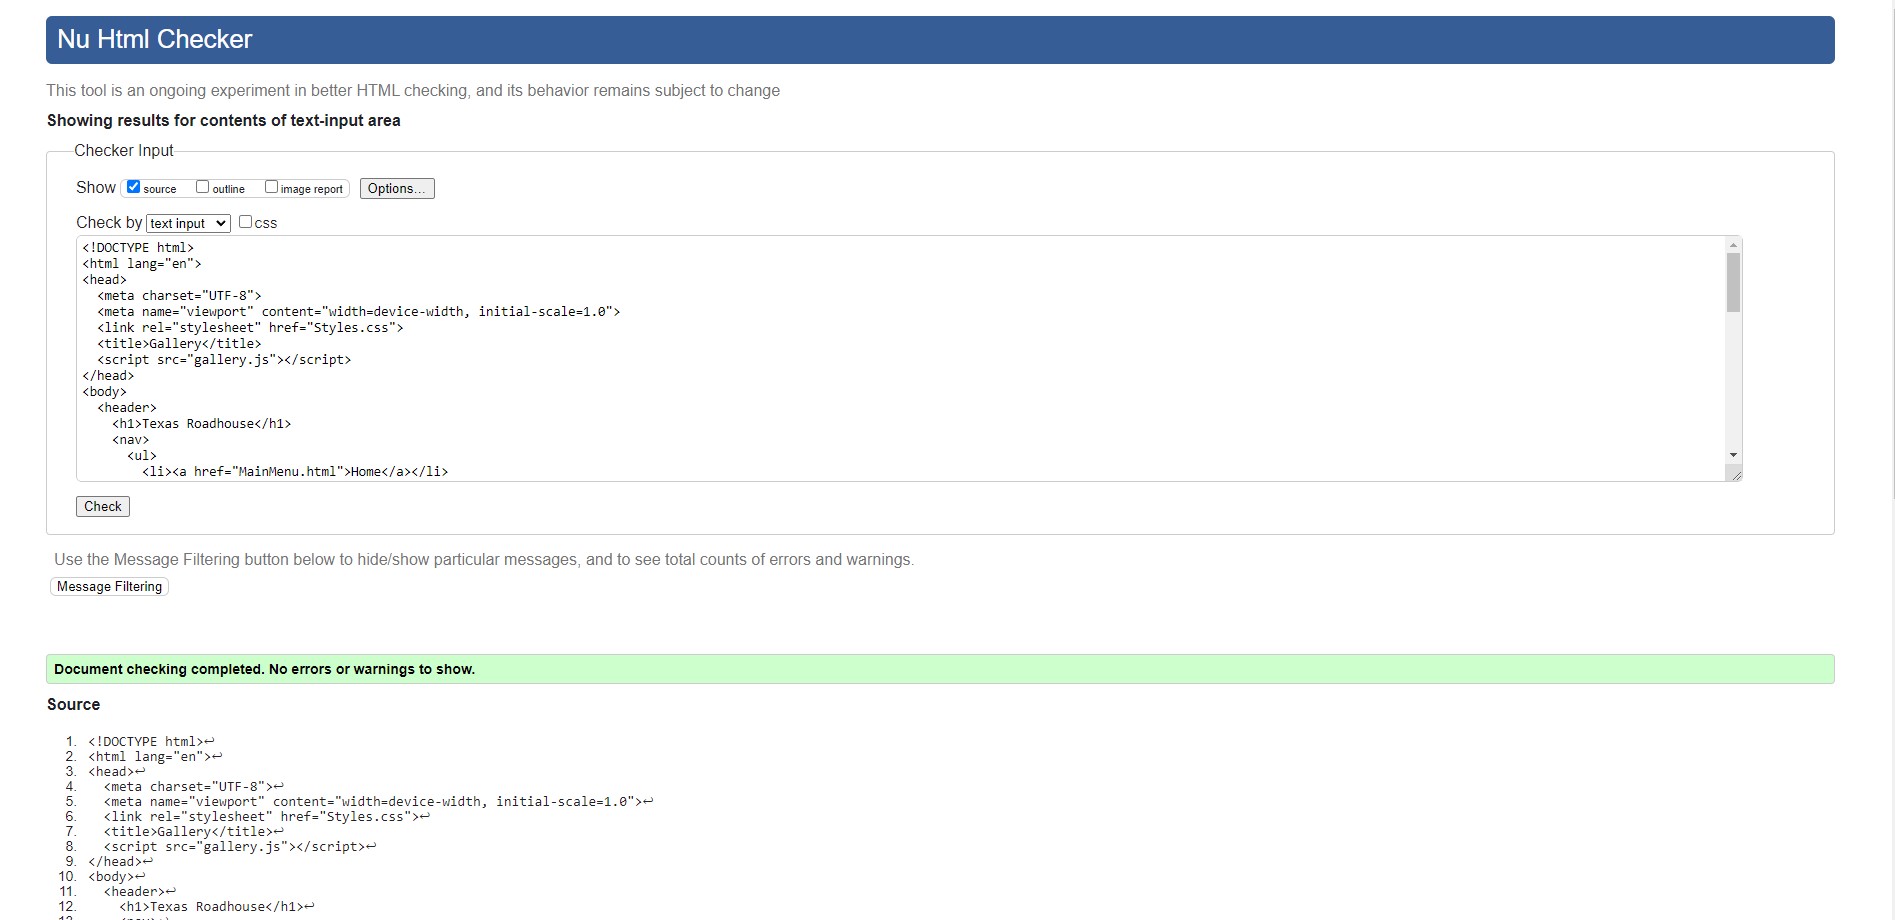 Nu Html Checker
This tool is an ongoing experiment in better HTML checking, and its behavior remains subject to change
Showing results for contents of text-input area
Checker Input
Show source outline image report Options...
Check by text input css
<!DOCTYPE html>
<html lang="en">
<head>
  <meta charset="UTF-8">
  <meta name="viewport" content="width=device-width, initial-scale=1.0">
  <link rel="stylesheet" href="Styles.css">
  <title>Gallery</title>
  <script src="gallery.js"></script>
</head>
<body>
  <header>
    <h1>Texas Roadhouse</h1>
    <nav>
      <ul>
        <li><a href="MainMenu.html">Home</a></li>
Check
Use the Message Filtering button below to hide/show particular messages, and to see total counts of errors and warnings.
Message Filtering
Document checking completed. No errors or warnings to show.
Source
1. <!DOCTYPE html>↩
2. <html lang="en">↩
3. <head>↩
4.   <meta charset="UTF-8">↩
5.   <meta name="viewport" content="width=device-width, initial-scale=1.0">↩
6.   <link rel="stylesheet" href="Styles.css">↩
7.   <title>Gallery</title>↩
8.   <script src="gallery.js"></script>↩
9. </head>↩
10. <body>↩
11.   <header>↩
12.     <h1>Texas Roadhouse</h1>↩